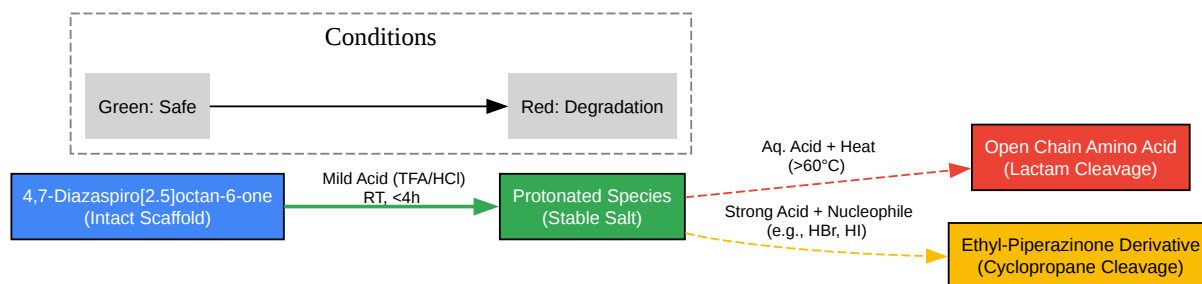 Conditions
Green: Safe
Red: Degradation
4,7-Diazaspiro[2.5]octan-6-one
(Intact Scaffold)
Mild Acid (TFA/HCl)
RT, <4h
Protonated Species
(Stable Salt)
Aq. Acid + Heat
(>60°C)
Open Chain Amino Acid
(Lactam Cleavage)
Strong Acid + Nucleophile
(e.g., HBr, HI)
Ethyl-Piperazinone Derivative
(Cyclopropane Cleavage)